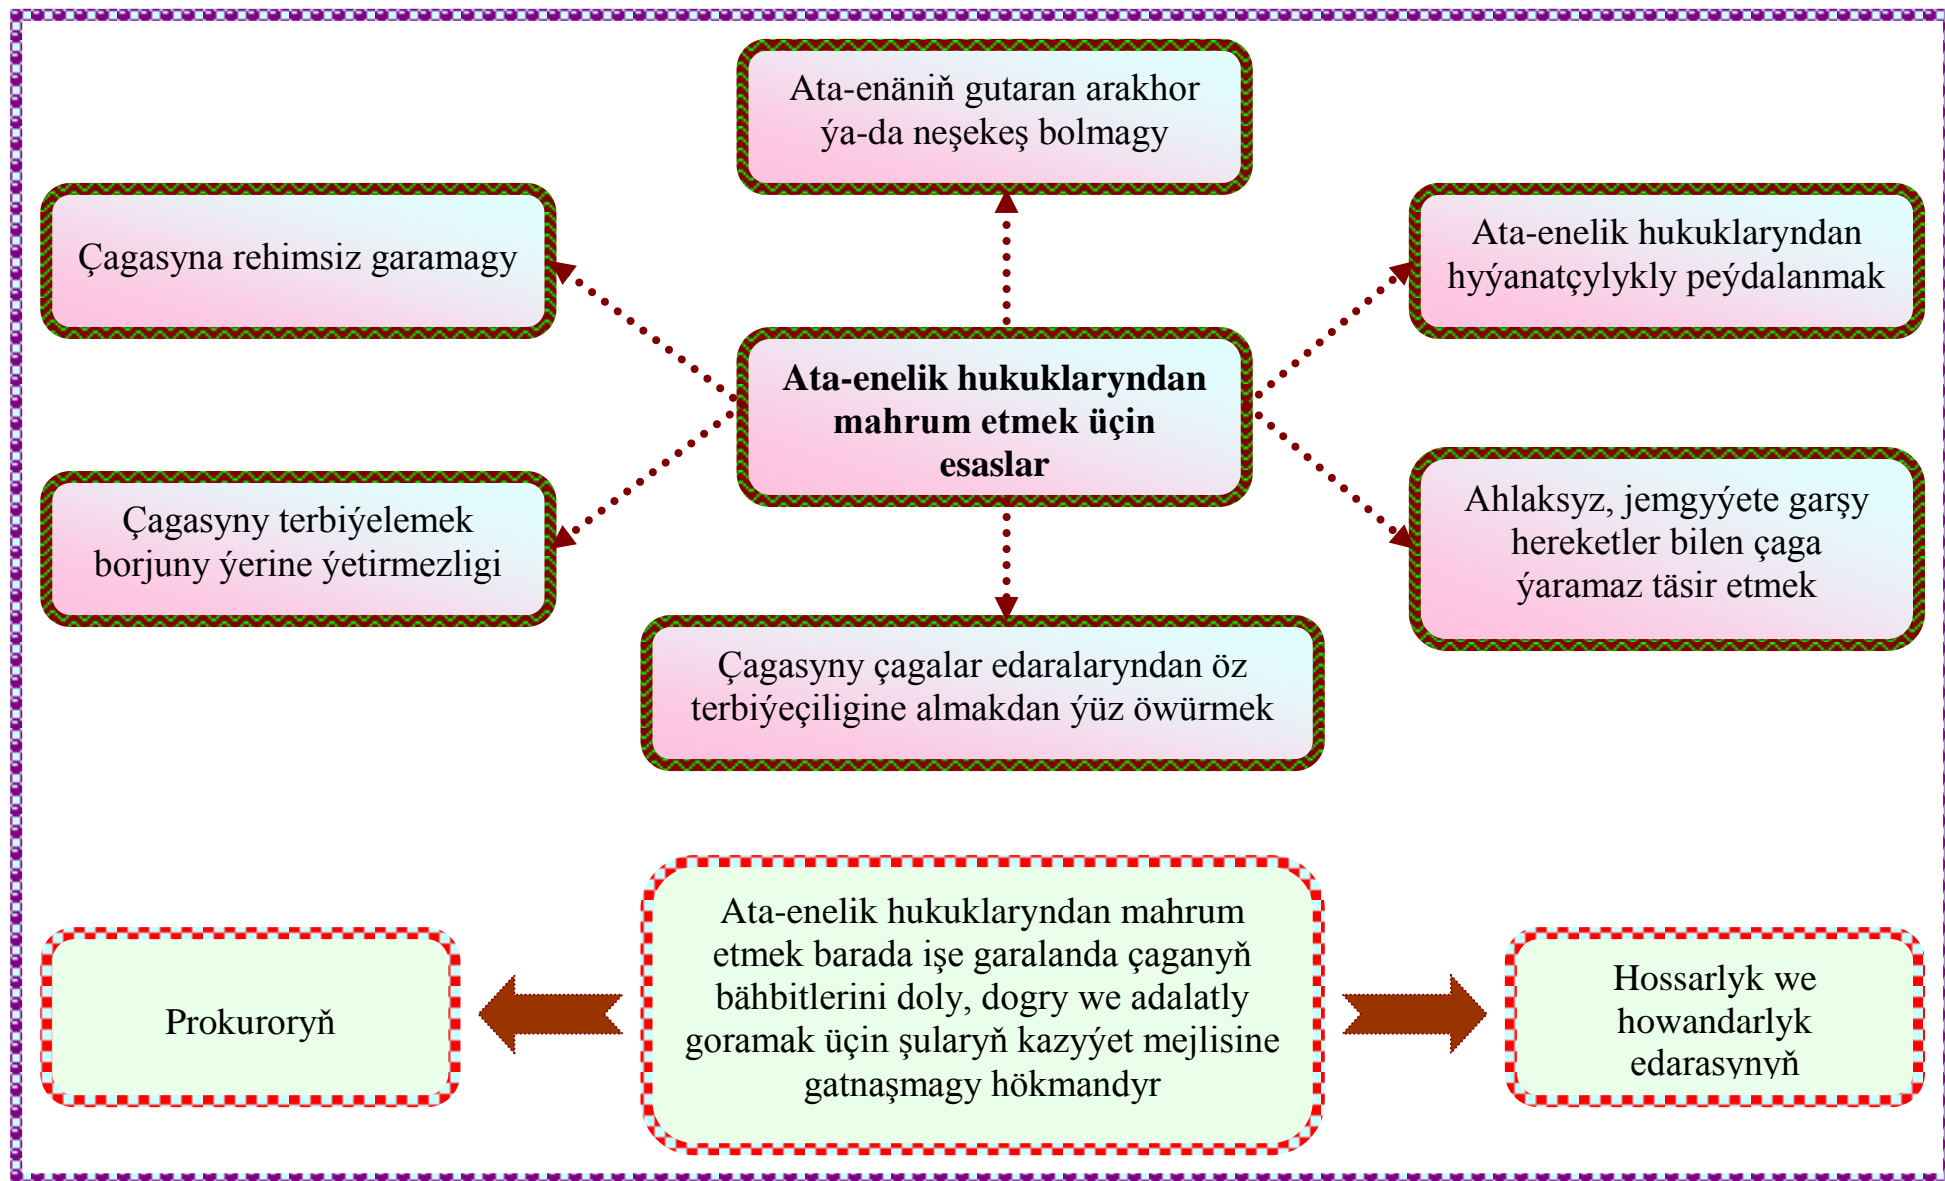 Ata-enäniň gutaran arakhor
ýa-da neşekeş bolmagy
Çagasyna rehimsiz garamagy
Ata-enelik hukuklaryndan
hyýanatçylykly peýdalanmak
Ata-enelik hukuklaryndan
mahrum etmek üçin
esaslar
Çagasyny terbiýelemek
borjuny ýerine ýetirmezligi
Ahlaksyz, jemgyýete garşy
hereketler bilen çaga
ýaramaz täsir etmek
Çagasyny çagalar edaralaryndan öz
terbiýeçiligine almakdan ýüz öwürmek
Ata-enelik hukuklaryndan mahrum
etmek barada işe garalanda çaganyň
bähbitlerini doly, dogry we adalatly
goramak üçin şularyň kazyýet mejlisine
gatnaşmagy hökmandyr
Prokuroryň
Hossarlyk we
howandarlyk
edarasynyň